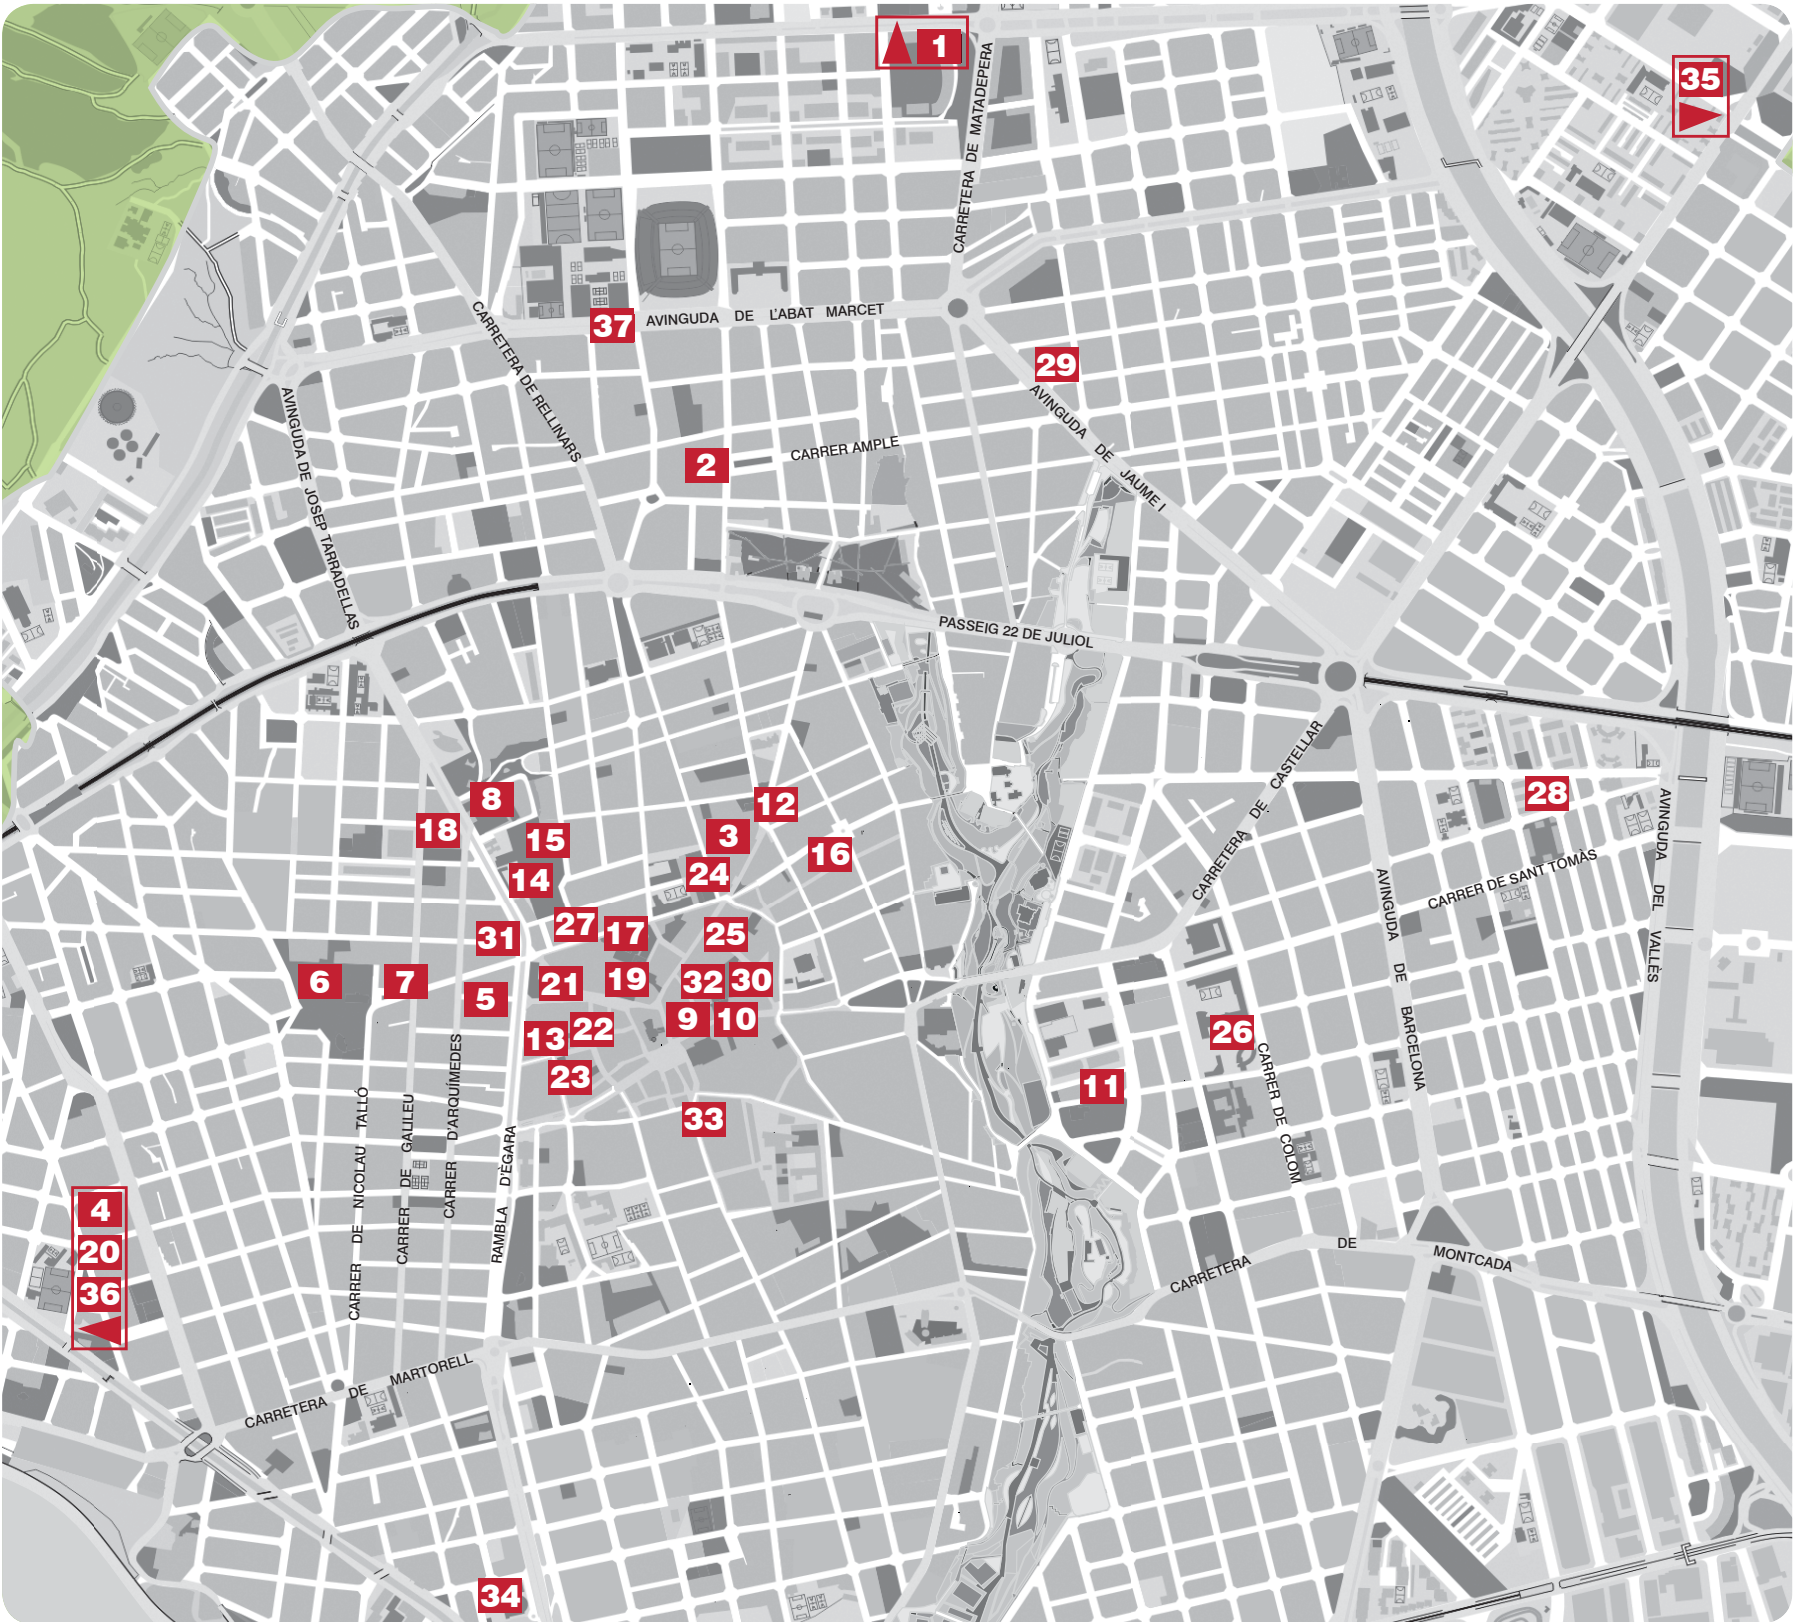 1
35
CARRETERA DE MATADEPERA
37
AVINGUDA DE L'ABAT MARCET
CARRETERA DE RELLINARS
29
AVINGUDA DE JAUME I
2
CARRER AMPLE
AVINGUDA DE JOSEP TARRADELLAS
PASSEIG 22 DE JULIOL
CARRETERA DE CASTELLAR
8
18
15
14
12
3
16
24
28
AVINGUDA DEL VALLÈS
CARRER DE SANT TOMÀS
AVINGUDA DE BARCELONA
31
27
17
25
6
7
5
21
19
32
30
13
22
9
10
23
26
11
33
CARRER DE COLOM
CARRER DE NICOLAU TALLÓ
CARRER DE GALILEU
CARRER D'ARQUÍMEDES
RAMBLA D'ÈGARA
4
20
36
CARRETERA DE MONTCADA
CARRETERA DE MARTORELL
34